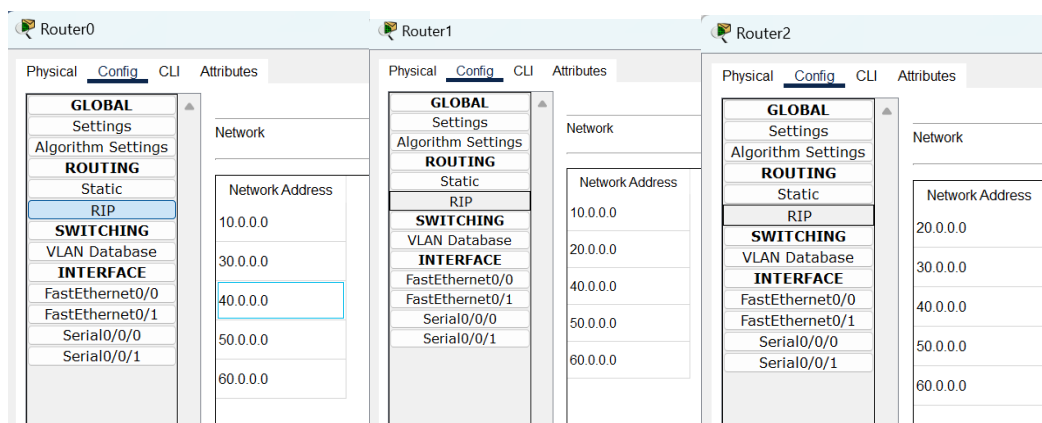 Router0
Physical Config CLI Attributes
GLOBAL
Settings
Algorithm Settings
ROUTING
Static
RIP
SWITCHING
VLAN Database
INTERFACE
FastEthernet0/0
FastEthernet0/1
Serial0/0/0
Serial0/0/1
Network
Network Address
10.0.0.0
30.0.0.0
40.0.0.0
50.0.0.0
60.0.0.0
Router1
Physical Config CLI Attributes
GLOBAL
Settings
Algorithm Settings
ROUTING
Static
RIP
SWITCHING
VLAN Database
INTERFACE
FastEthernet0/0
FastEthernet0/1
Serial0/0/0
Serial0/0/1
Network
Network Address
10.0.0.0
20.0.0.0
40.0.0.0
50.0.0.0
60.0.0.0
Router2
Physical Config CLI Attributes
GLOBAL
Settings
Algorithm Settings
ROUTING
Static
RIP
SWITCHING
VLAN Database
INTERFACE
FastEthernet0/0
FastEthernet0/1
Serial0/0/0
Serial0/0/1
Network
Network Address
20.0.0.0
30.0.0.0
40.0.0.0
50.0.0.0
60.0.0.0